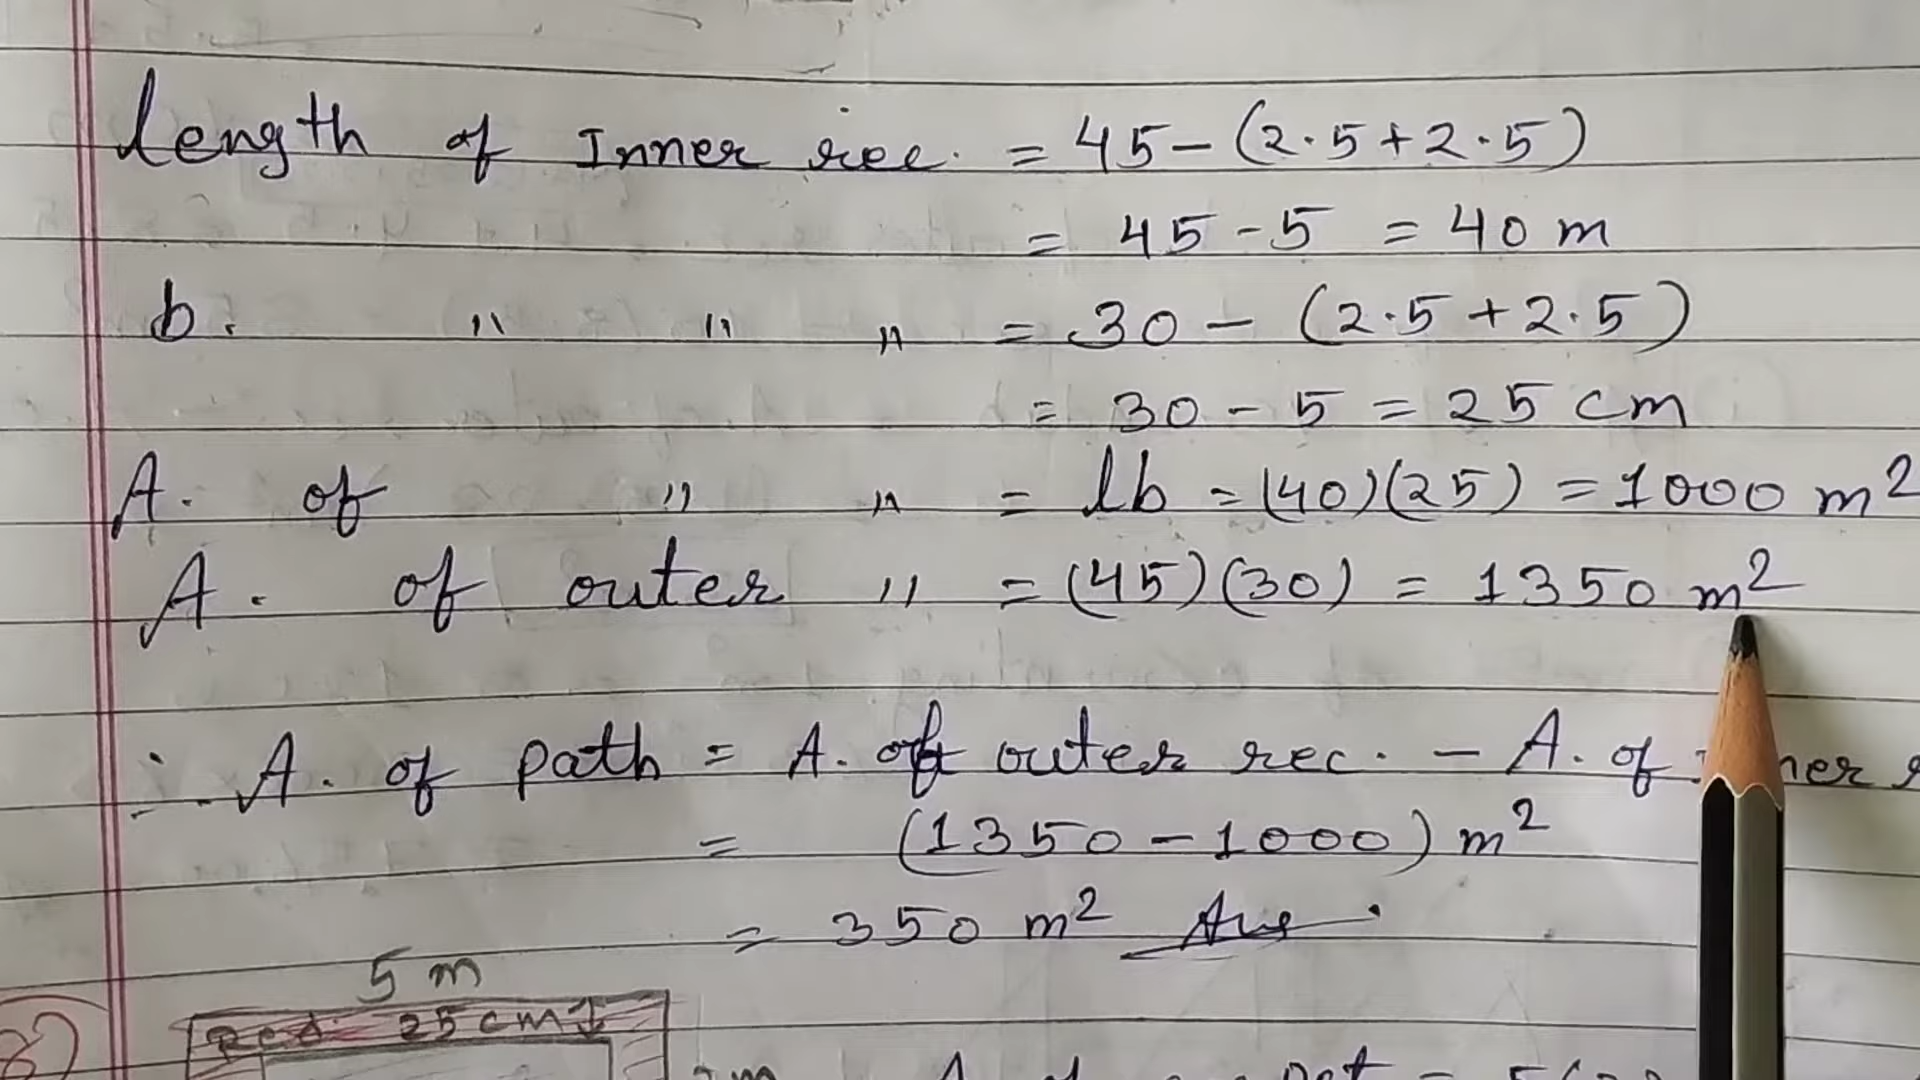 Length of Inner rec. = 45 - (2.5 + 2.5)
= 45 - 5 = 40 m
b. " " " = 30 - (2.5 + 2.5)
= 30 - 5 = 25 cm
A. of " " = lb = (40)(25) = 1000 m²
A. of outer " = (45)(30) = 1350 m²
∴ A. of path = A. of outer rec. - A. of
= (1350 - 1000) m²
= 350 m² Ans.
5 m
Red 25 cm